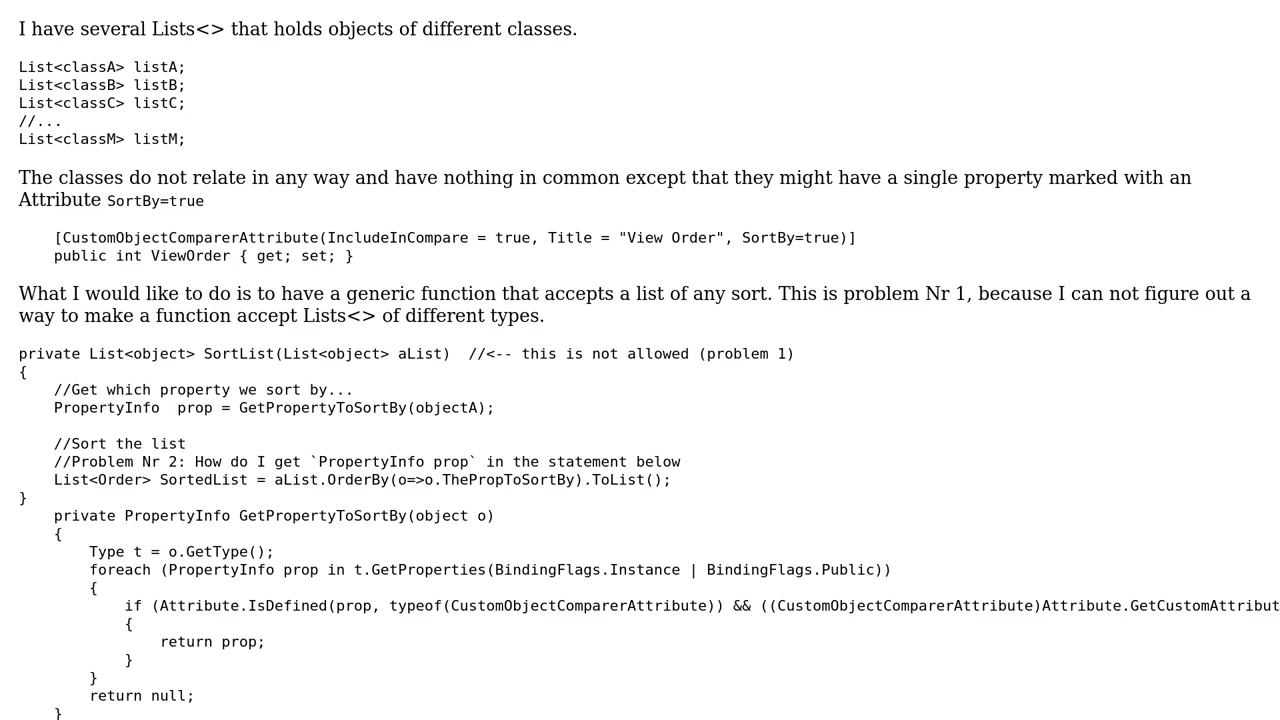 I have several Lists<> that holds objects of different classes.
List<classA> listA;
List<classB> listB;
List<classC> listC;
//...
List<classM> listM;
The classes do not relate in any way and have nothing in common except that they might have a single property marked with an
Attribute SortBy=true
[CustomObjectComparerAttribute(IncludeInCompare = true, Title = "View Order", SortBy=true)]
public int ViewOrder { get; set; }
What I would like to do is to have a generic function that accepts a list of any sort. This is problem Nr 1, because I can not figure out a
way to make a function accept Lists<> of different types.
private List<object> SortList(List<object> aList)  //<-- this is not allowed (problem 1)
{
    //Get which property we sort by...
    PropertyInfo  prop = GetPropertyToSortBy(objectA);
    //Sort the list
    //Problem Nr 2: How do I get `PropertyInfo prop` in the statement below
    List<Order> SortedList = aList.OrderBy(o=>o.ThePropToSortBy).ToList();
}
    private PropertyInfo GetPropertyToSortBy(object o)
    {
        Type t = o.GetType();
        foreach (PropertyInfo prop in t.GetProperties(BindingFlags.Instance | BindingFlags.Public))
        {
            if (Attribute.IsDefined(prop, typeof(CustomObjectComparerAttribute)) && ((CustomObjectComparerAttribute)Attribute.GetCustomAttribut
            {
                return prop;
            }
        }
        return null;
    }